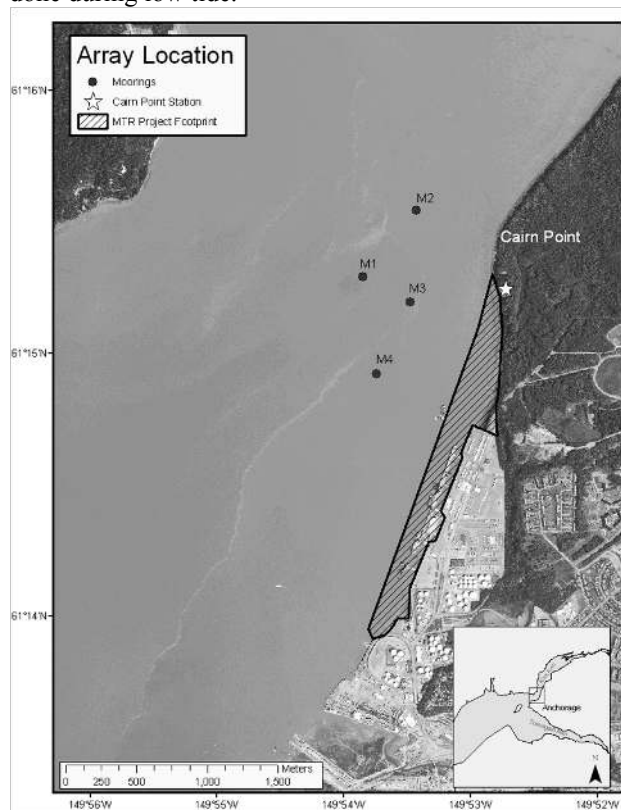 done during low tide.
Array Location
Moorings
Cairn Point Station
MTR Project Footprint
61°16'N
M2
Cairn Point
M1
M3
61°15'N
M4
61°14'N
Anchorage
N
Meters
0 250 500 1,000 1,500
149°56'W 149°55'W 149°54'W 149°53'W 149°52'W